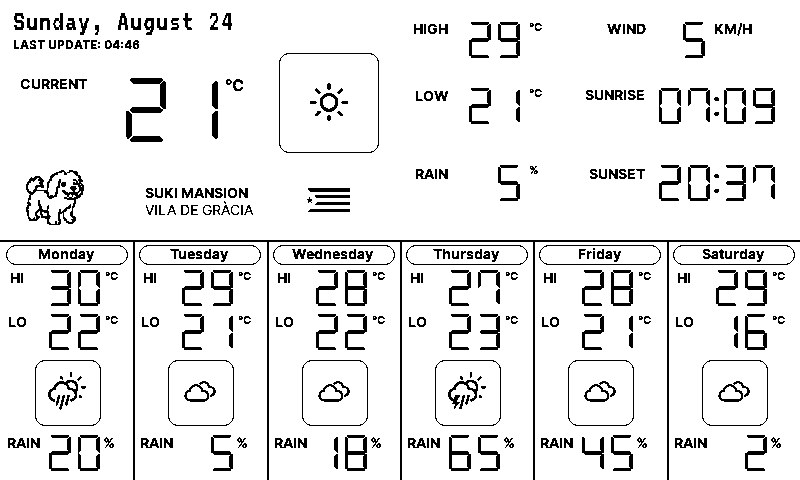 Sunday, August 24
LAST UPDATE: 04:46
CURRENT 21 °C
HIGH 29 °C
WIND 5 KM/H
LOW 21 °C
SUNRISE 07:09
RAIN 5 %
SUNSET 20:37
SUKI MANSION
VILA DE GRÀCIA
Monday
HI 30 °C
LO 22 °C
RAIN 20 %
Tuesday
HI 29 °C
LO 21 °C
RAIN 5 %
Wednesday
HI 28 °C
LO 22 °C
RAIN 18 %
Thursday
HI 27 °C
LO 23 °C
RAIN 65 %
Friday
HI 28 °C
LO 21 °C
RAIN 45 %
Saturday
HI 29 °C
LO 16 °C
RAIN 2 %